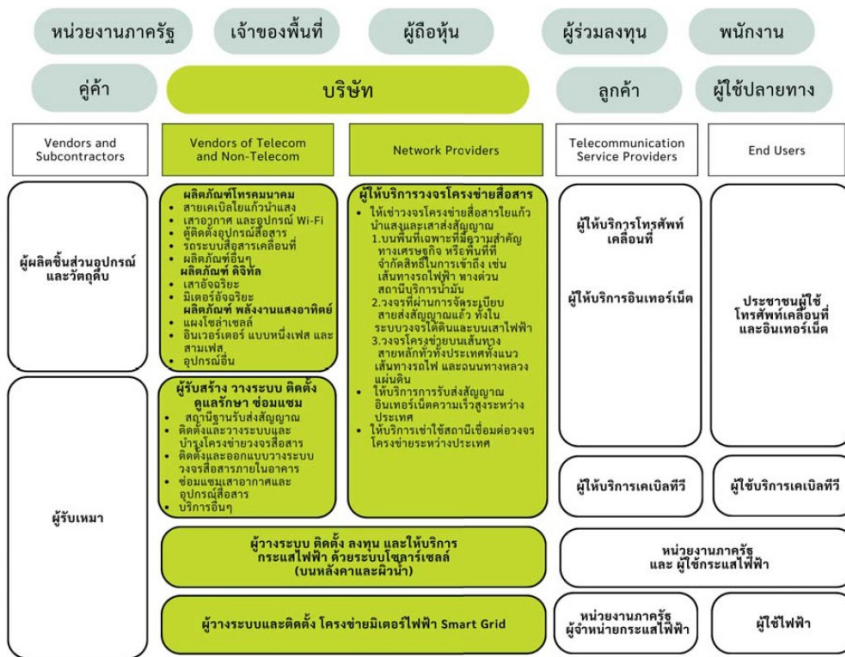 หน่วยงานภาครัฐ
เจ้าของพื้นที่
ผู้ถือหุ้น
ผู้ร่วมลงทุน
พนักงาน
คู่ค้า
บริษัท
ลูกค้า
ผู้ใช้ปลายทาง
Vendors and
Subcontractors
Vendors of Telecom
and Non-Telecom
Network Providers
Telecommunication
Service Providers
End Users
ผู้ผลิตชิ้นส่วนอุปกรณ์
และวัตถุดิบ
ผลิตภัณฑ์โทรคมนาคม
• สายเคเบิลใยแก้วนำแสง
• เสาอากาศ และอุปกรณ์ Wi-Fi
• ตู้ติดตั้งอุปกรณ์สื่อสาร
• รถระบบสื่อสารเคลื่อนที่
• ผลิตภัณฑ์อื่นๆ
ผลิตภัณฑ์ ดิจิทัล
• เสาอัจฉริยะ
• มิเตอร์อัจฉริยะ
ผลิตภัณฑ์ พลังงานแสงอาทิตย์
• แผงโซล่าเซลล์
• อินเวอร์เตอร์ แบบหนึ่งเฟส และ
สามเฟส
• อุปกรณ์อื่น
ผู้ให้บริการวงจรโครงข่ายสื่อสาร
• ให้เช่าวงจรโครงข่ายสื่อสารใยแก้ว
นำแสงและเสาส่งสัญญาณ
1.บนพื้นที่เฉพาะที่มีความสำคัญ
ทางเศรษฐกิจ หรือพื้นที่ที่
จำกัดสิทธิในการเข้าถึง เช่น
เส้นทางรถไฟฟ้า ทางด่วน
สถานีบริการน้ำมัน
2.วงจรที่ผ่านการจัดระเบียบ
สายส่งสัญญาณแล้ว ทั้งใน
ระบบวงจรใต้ดินและบนเสาไฟฟ้า
3.วงจรโครงข่ายบนเส้นทาง
สายหลักทั่วทั้งประเทศทั้งแนว
เส้นทางรถไฟ และถนนทางหลวง
แผ่นดิน
• ให้บริการการรับส่งสัญญาณ
อินเทอร์เน็ตความเร็วสูงระหว่าง
ประเทศ
• ให้บริการเช่าใช้สถานีเชื่อมต่อวงจร
โครงข่ายระหว่างประเทศ
ผู้ให้บริการโทรศัพท์
เคลื่อนที่
ผู้ให้บริการอินเทอร์เน็ต
ประชาชนผู้ใช้
โทรศัพท์เคลื่อนที่
และอินเทอร์เน็ต
ผู้รับเหมา
ผู้รับสร้าง วางระบบ ติดตั้ง
ดูแลรักษา ซ่อมแซม
• สถานีฐานรับส่งสัญญาณ
• ติดตั้งและวางระบบและ
บำรุงโครงข่ายวงจรสื่อสาร
• ติดตั้งและออกแบบวางระบบ
วงจรสื่อสารภายในอาคาร
• ซ่อมแซมเสาอากาศและ
อุปกรณ์สื่อสาร
• บริการอื่นๆ
ผู้ให้บริการเคเบิลทีวี
ผู้ใช้บริการเคเบิลทีวี
ผู้วางระบบ ติดตั้ง ลงทุน และให้บริการ
กระแสไฟฟ้า ด้วยระบบโซลาร์เซลล์
(บนหลังคาและผิวน้ำ)
หน่วยงานภาครัฐ
และ ผู้ใช้กระแสไฟฟ้า
ผู้วางระบบและติดตั้ง โครงข่ายมิเตอร์ไฟฟ้า Smart Grid
หน่วยงานภาครัฐ
ผู้จำหน่ายกระแสไฟฟ้า
ผู้ใช้ไฟฟ้า